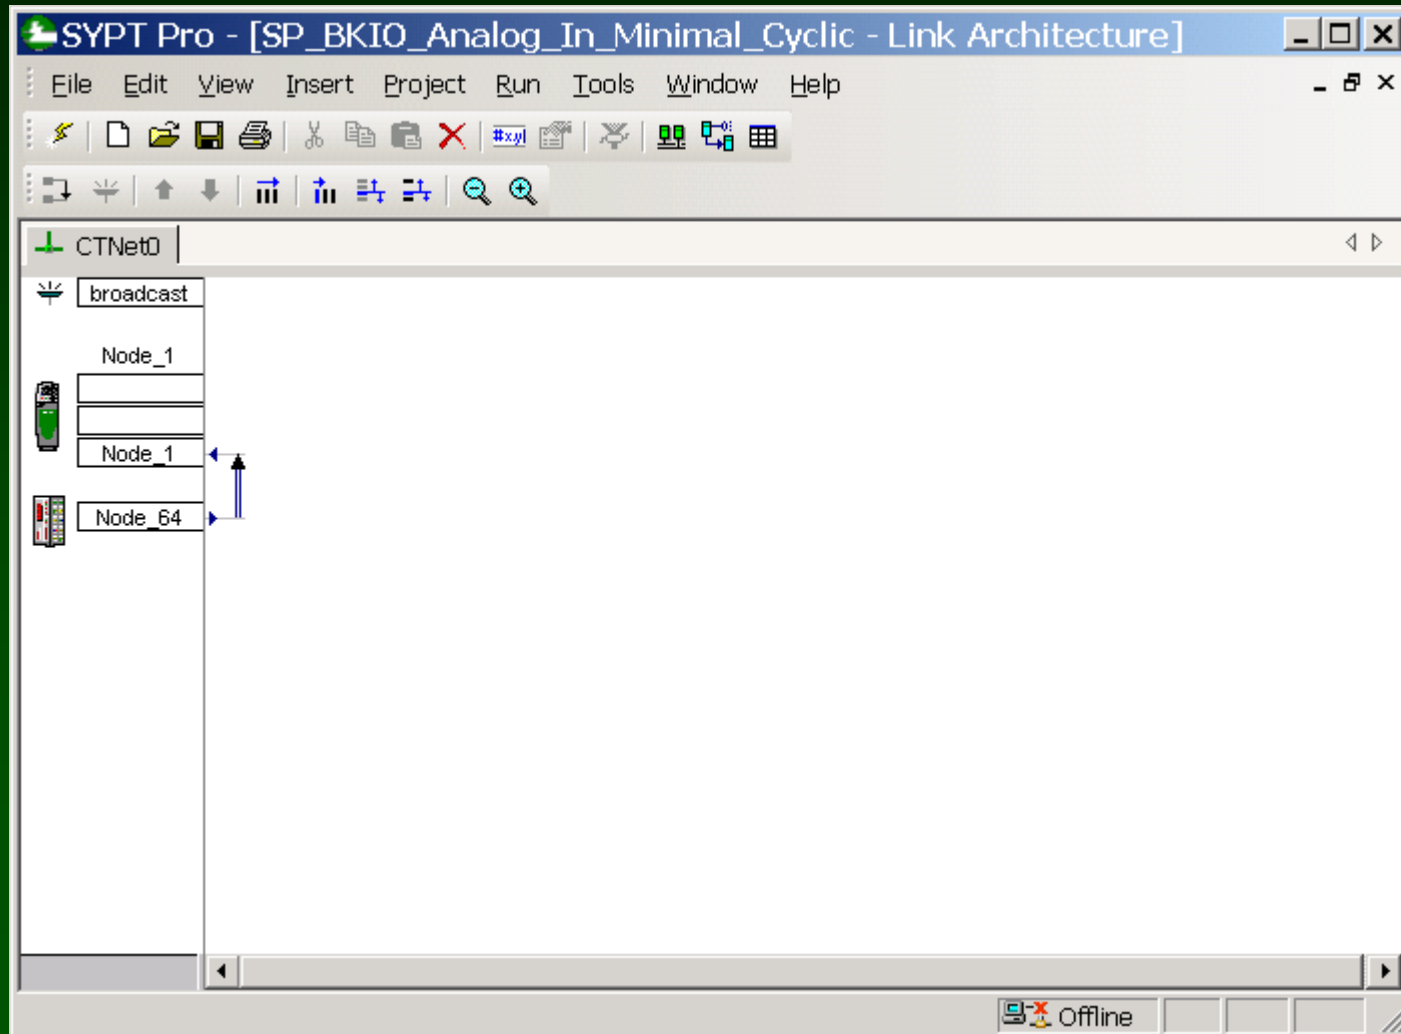 SYPT Pro - [SP_BKIO_Analog_In_Minimal_Cyclic - Link Architecture]
File Edit View Insert Project Run Tools Window Help
#x.y!
CTNet0
broadcast
Node_1
Node_1
Node_64
Offline